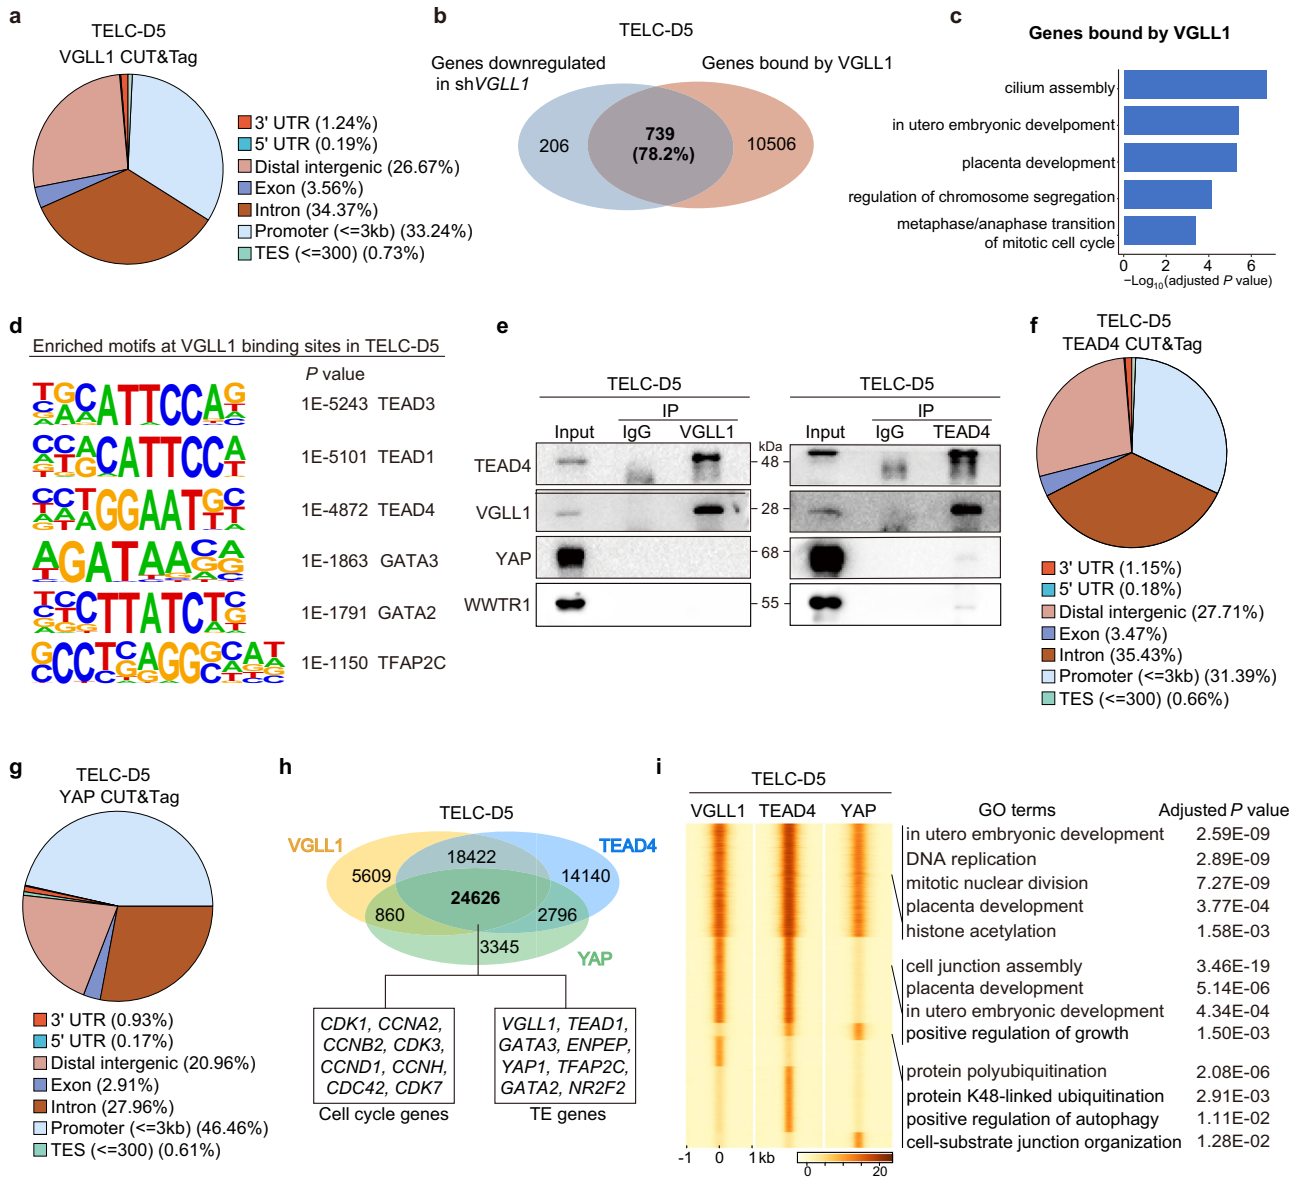 a
TELC-D5
VGLL1 CUT&Tag
3' UTR (1.24%)
5' UTR (0.19%)
Distal intergenic (26.67%)
Exon (3.56%)
Intron (34.37%)
Promoter (<=3kb) (33.24%)
TES (<=300) (0.73%)
b
TELC-D5
Genes downregulated
in shVGLL1
Genes bound by VGLL1
206
739
(78.2%)
10506
c
Genes bound by VGLL1
cilium assembly
in utero embryonic develpoment
placenta development
regulation of chromosome segregation
metaphase/anaphase transition
of mitotic cell cycle
0 2 4 6
−Log10(adjusted P value)
d
Enriched motifs at VGLL1 binding sites in TELC-D5
P value
1E-5243 TEAD3
1E-5101 TEAD1
1E-4872 TEAD4
1E-1863 GATA3
1E-1791 GATA2
1E-1150 TFAP2C
e
TELC-D5
IP
Input IgG VGLL1
TELC-D5
IP
Input IgG TEAD4
kDa
TEAD4
48
VGLL1
28
YAP
68
WWTR1
55
f
TELC-D5
TEAD4 CUT&Tag
3' UTR (1.15%)
5' UTR (0.18%)
Distal intergenic (27.71%)
Exon (3.47%)
Intron (35.43%)
Promoter (<=3kb) (31.39%)
TES (<=300) (0.66%)
g
TELC-D5
YAP CUT&Tag
3' UTR (0.93%)
5' UTR (0.17%)
Distal intergenic (20.96%)
Exon (2.91%)
Intron (27.96%)
Promoter (<=3kb) (46.46%)
TES (<=300) (0.61%)
h
TELC-D5
VGLL1
TEAD4
YAP
5609
18422
14140
24626
860
2796
3345
CDK1, CCNA2,
CCNB2, CDK3,
CCND1, CCNH,
CDC42, CDK7
Cell cycle genes
VGLL1, TEAD1,
GATA3, ENPEP,
YAP1, TFAP2C,
GATA2, NR2F2
TE genes
i
TELC-D5
VGLL1 TEAD4 YAP
GO terms Adjusted P value
in utero embryonic development 2.59E-09
DNA replication 2.89E-09
mitotic nuclear division 7.27E-09
placenta development 3.77E-04
histone acetylation 1.58E-03
cell junction assembly 3.46E-19
placenta development 5.14E-06
in utero embryonic development 4.34E-04
positive regulation of growth 1.50E-03
protein polyubiquitination 2.08E-06
protein K48-linked ubiquitination 2.91E-03
positive regulation of autophagy 1.11E-02
cell-substrate junction organization 1.28E-02
-1 0 1 kb
0 20